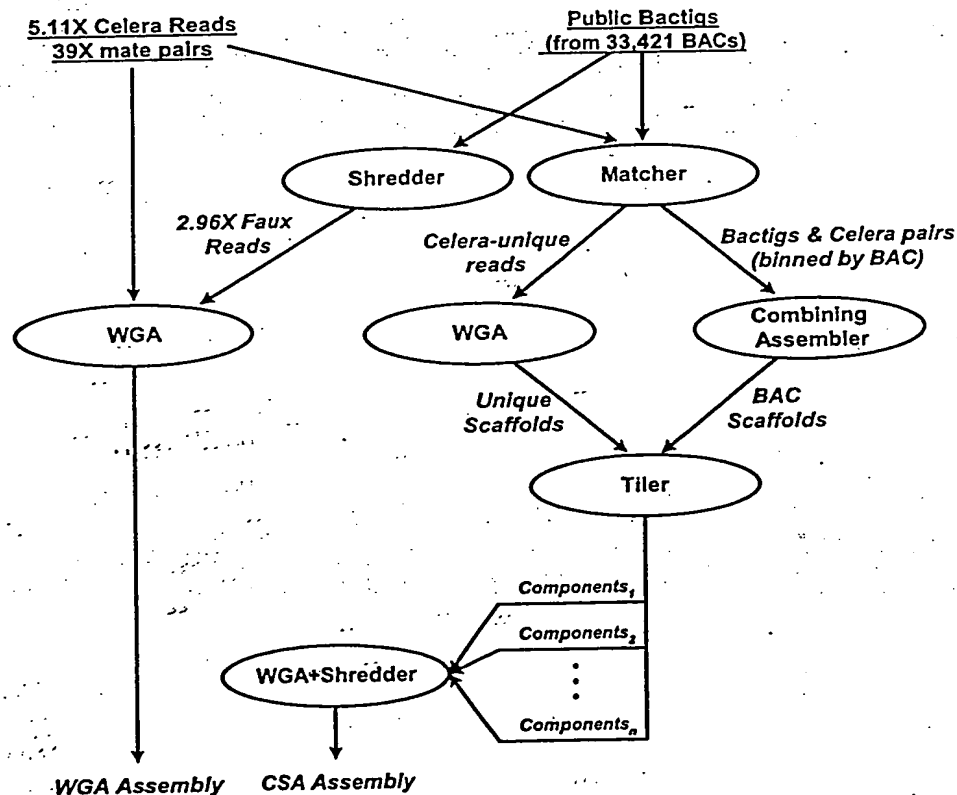 5.11X Celera Reads
39X mate pairs
Public Bactigs
(from 33,421 BACs)
Shredder
Matcher
2.96X Faux
Reads
Celera-unique
reads
Bactigs & Celera pairs
(binned by BAC)
WGA
WGA
Combining
Assembler
Unique
Scaffolds
BAC
Scaffolds
Tiler
Components1
Components2
WGA+Shredder
Componentsn
WGA Assembly
CSA Assembly